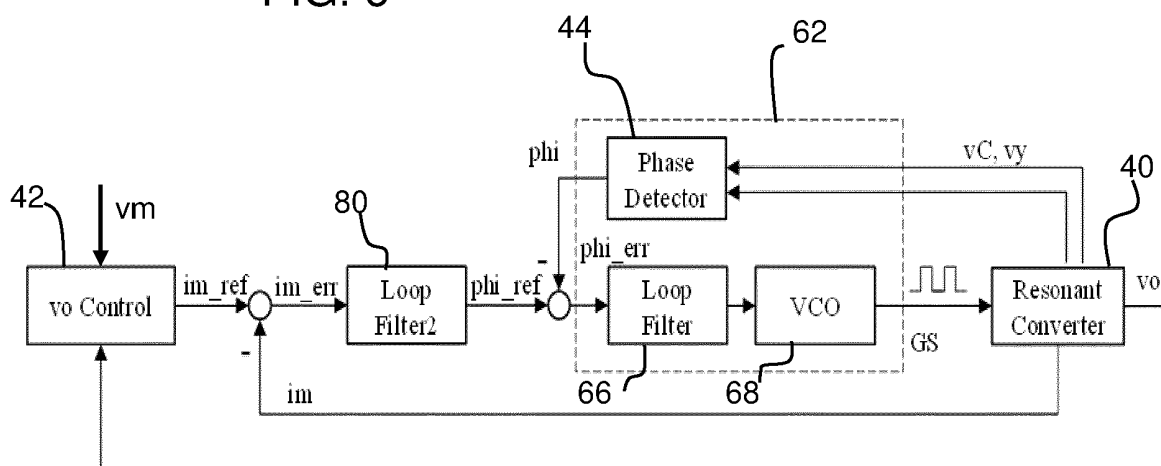 44
62
phi
Phase
Detector
vC, vy
40
42
vm
80
-
phi_err
vo Control
im_ref
im_err
Loop
Filter2
phi_ref
Loop
Filter
VCO
GS
Resonant
Converter
vo
-
im
66
68